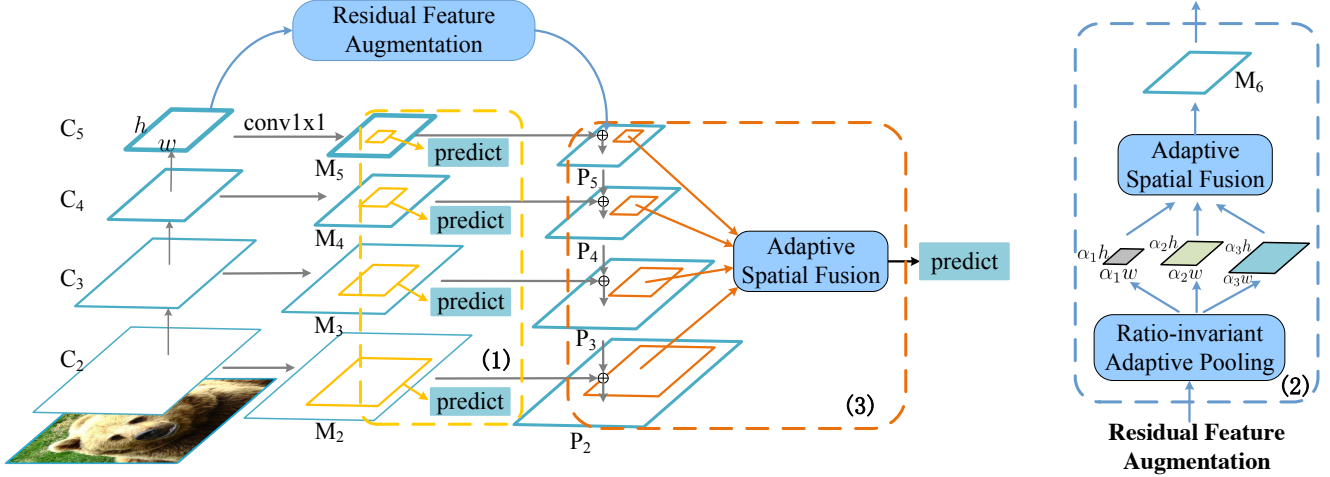 Residual Feature
Augmentation
C5
h
w
conv1x1
M5
predict
P5
C4
M4
predict
P4
C3
M3
predict
P3
C2
M2
predict
P2
(1)
Adaptive
Spatial Fusion
predict
(3)
M6
Adaptive
Spatial Fusion
α1h
α1w
α2h
α2w
α3h
α3w
Ratio-invariant
Adaptive Pooling
(2)
Residual Feature
Augmentation